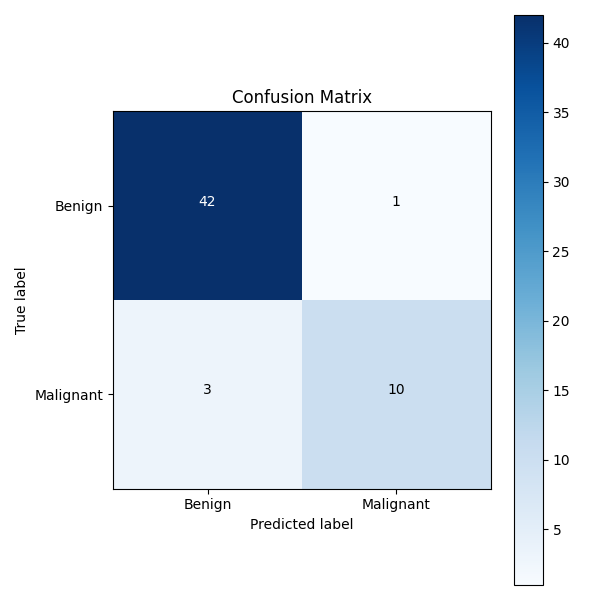 Confusion Matrix
True label
Benign
Malignant
42
1
3
10
Benign
Malignant
Predicted label
40
35
30
25
20
15
10
5